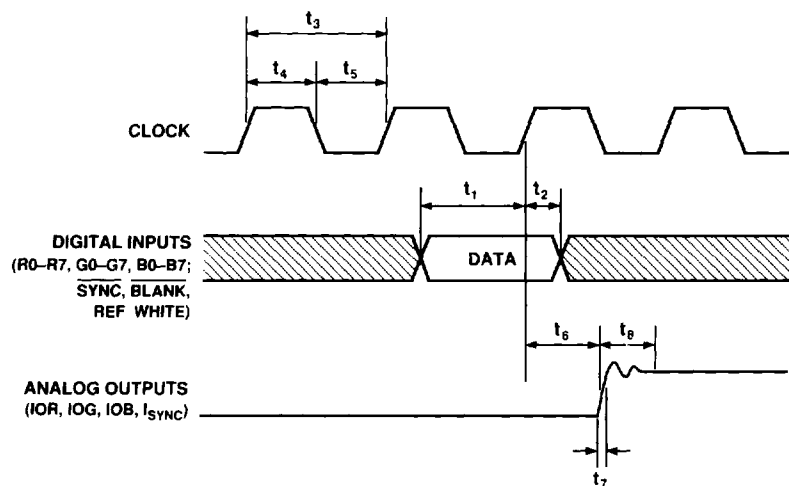 t3
t4
t5
CLOCK
t1
t2
DIGITAL INPUTS
(R0–R7, G0–G7, B0–B7;
SYNC, BLANK,
REF WHITE)
DATA
t6
t8
ANALOG OUTPUTS
(IOR, IOG, IOB, ISYNC)
t7